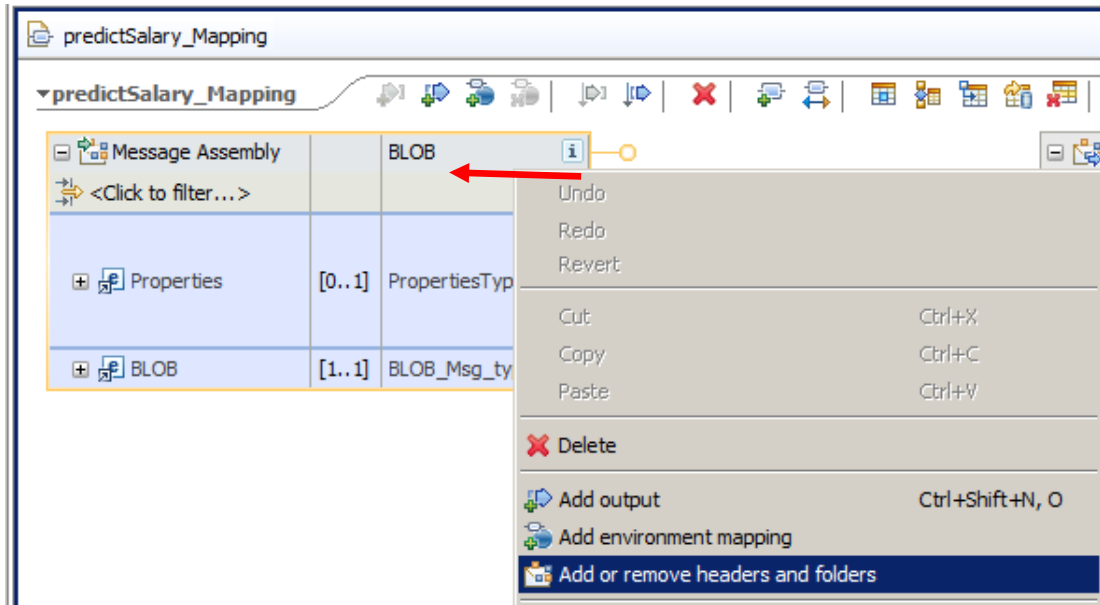 predictSalary_Mapping
predictSalary_Mapping
Message Assembly BLOB i
<Click to filter...>
Properties [0..1] PropertiesTyp
BLOB [1..1] BLOB_Msg_ty
Undo
Redo
Revert
Cut Ctrl+X
Copy Ctrl+C
Paste Ctrl+V
Delete
Add output Ctrl+Shift+N, O
Add environment mapping
Add or remove headers and folders